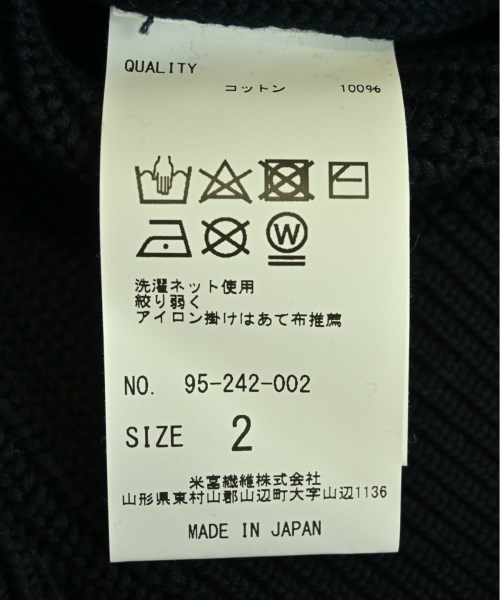 QUALITY
コットン 100%
W
洗濯ネット使用
絞り弱く
アイロン掛けはあて布推薦
NO. 95-242-002
SIZE 2
米富繊維株式会社
山形県東村山郡山辺町大字山辺1136
MADE IN JAPAN